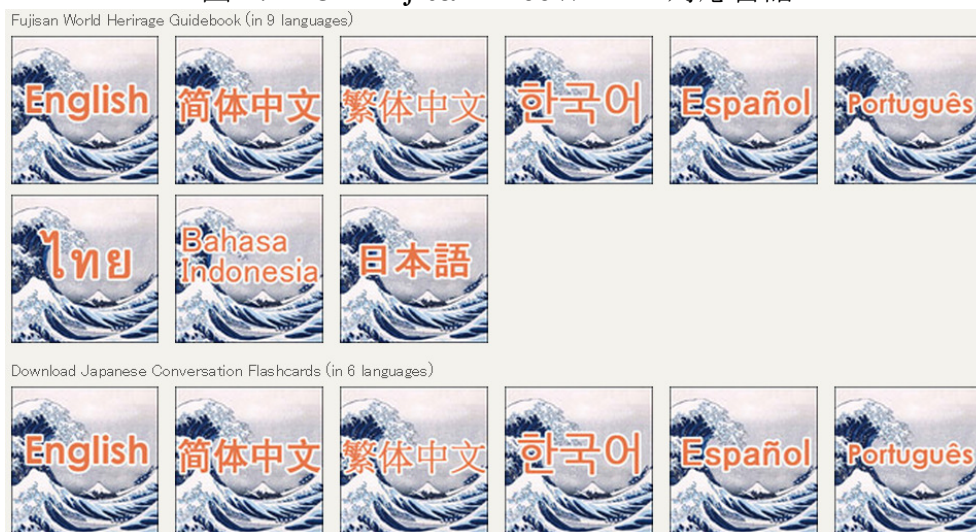 Fujisan World Herirage Guidebook (in 9 languages)
English 简体中文 繁体中文 한국어 Español Português
ไทย Bahasa Indonesia 日本語
Download Japanese Conversation Flashcards (in 6 languages)
English 简体中文 繁体中文 한국어 Español Português